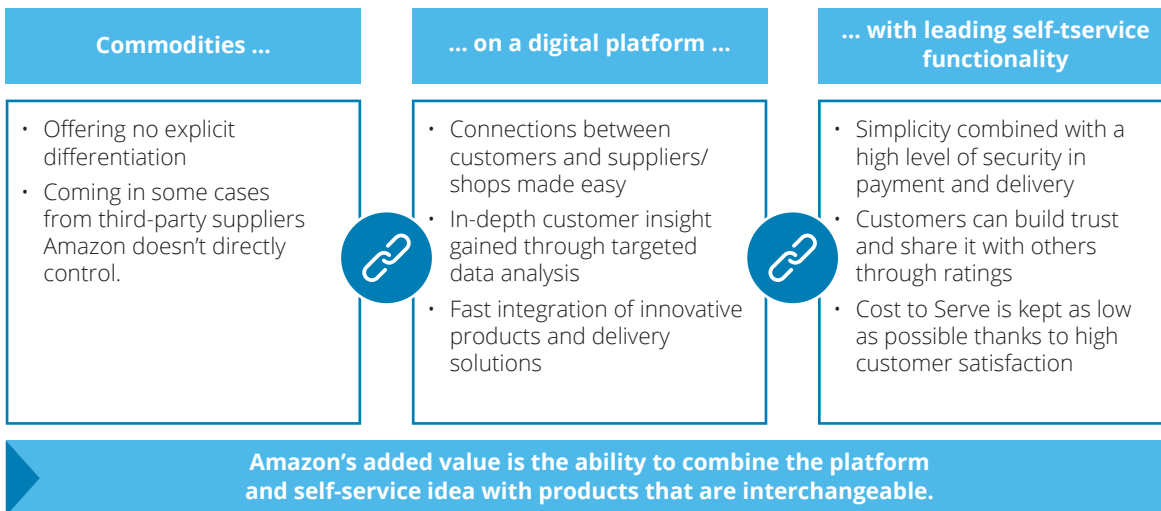 Commodities ...
• Offering no explicit
differentiation
• Coming in some cases
from third-party suppliers
Amazon doesn’t directly
control.
... on a digital platform ...
• Connections between
customers and suppliers/
shops made easy
• In-depth customer insight
gained through targeted
data analysis
• Fast integration of innovative
products and delivery
solutions
... with leading self-tservice
functionality
• Simplicity combined with a
high level of security in
payment and delivery
• Customers can build trust
and share it with others
through ratings
• Cost to Serve is kept as low
as possible thanks to high
customer satisfaction
Amazon’s added value is the ability to combine the platform
and self-service idea with products that are interchangeable.